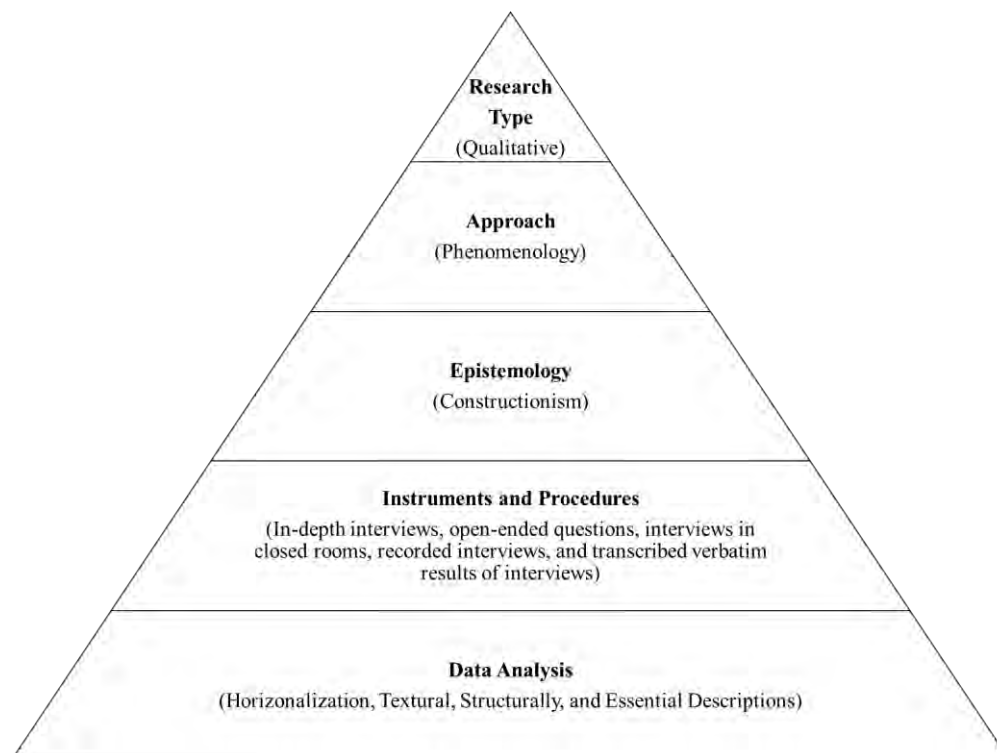 Research
Type
(Qualitative)
Approach
(Phenomenology)
Epistemology
(Constructionism)
Instruments and Procedures
(In-depth interviews, open-ended questions, interviews in
closed rooms, recorded interviews, and transcribed verbatim
results of interviews)
Data Analysis
(Horizonalization, Textural, Structurally, and Essential Descriptions)